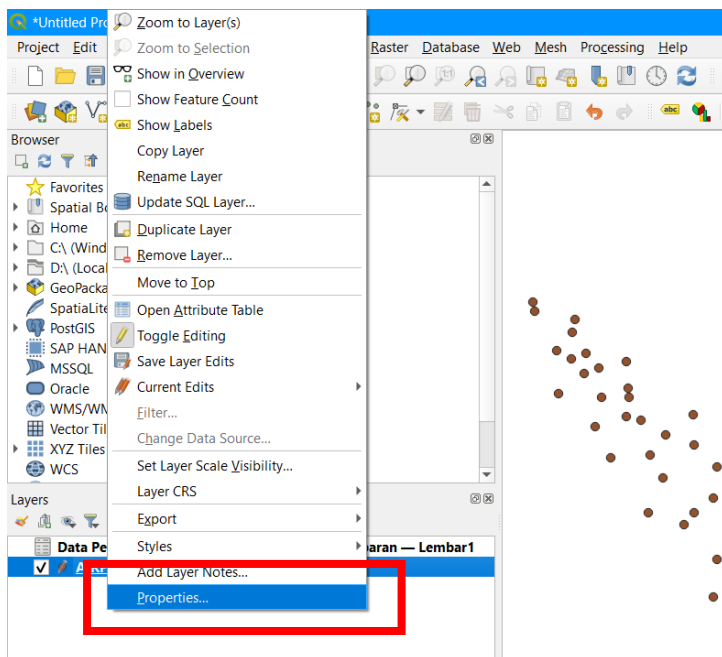 *Untitled Pro
Project Edit Raster Database Web Mesh Processing Help
Zoom to Layer(s)
Zoom to Selection
Show in Overview
Show Feature Count
Show Labels
Copy Layer
Rename Layer
Update SQL Layer...
Duplicate Layer
Remove Layer...
Move to Top
Open Attribute Table
Toggle Editing
Save Layer Edits
Current Edits
Filter...
Change Data Source...
Set Layer Scale Visibility...
Layer CRS
Export
Styles
Add Layer Notes...
Properties...
abc
Browser
Favorites
Spatial Bo
Home
C:\ (Wind
D:\ (Local
GeoPacka
SpatiaLite
PostGIS
SAP HAN
MSSQL
Oracle
WMS/WM
Vector Til
XYZ Tiles
WCS
Layers
Data Pe baran — Lembar1